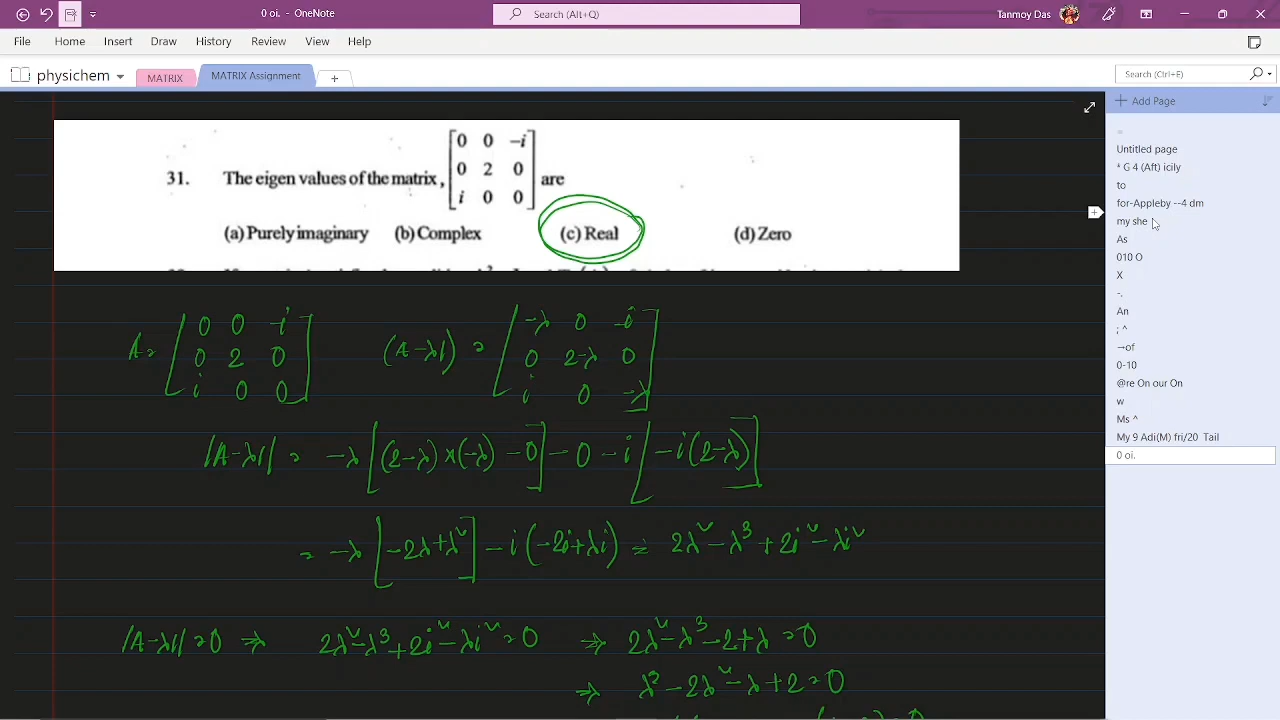 0 oi. - OneNote
Search (Alt+Q)
Tanmoy Das
File Home Insert Draw History Review View Help
physichem MATRIX MATRIX Assignment +
Search (Ctrl+E)
Add Page
Untitled page
* G 4 (Aft) icily
to
for-Appeby --4 dm
my she
As
010 O
X
-.
An
; ^
→of
0-10
@re On our On
w
Ms ^
My 9 Adi(M) fri/20 Tail
0 oi.
31. The eigen values of the matrix, [0 0 -i
0 2 0
i 0 0] are
(a) Purely imaginary (b) Complex (c) Real (d) Zero
A = [0 0 -i
0 2 0
i 0 0] (A-λI) = [-λ 0 -i
0 2-λ 0
i 0 -λ]
|A-λI| = -λ[(2-λ)×(-λ) - 0] - 0 - i[-i(2-λ)]
= -λ[-2λ+λ²] - i(-2i+λi) = 2λ² - λ³ + 2i² - λi²
|A-λI| = 0 ⇒ 2λ² - λ³ + 2i² - λi² = 0 ⇒ 2λ² - λ³ - 2 + λ = 0
⇒ λ³ - 2λ² - λ + 2 = 0